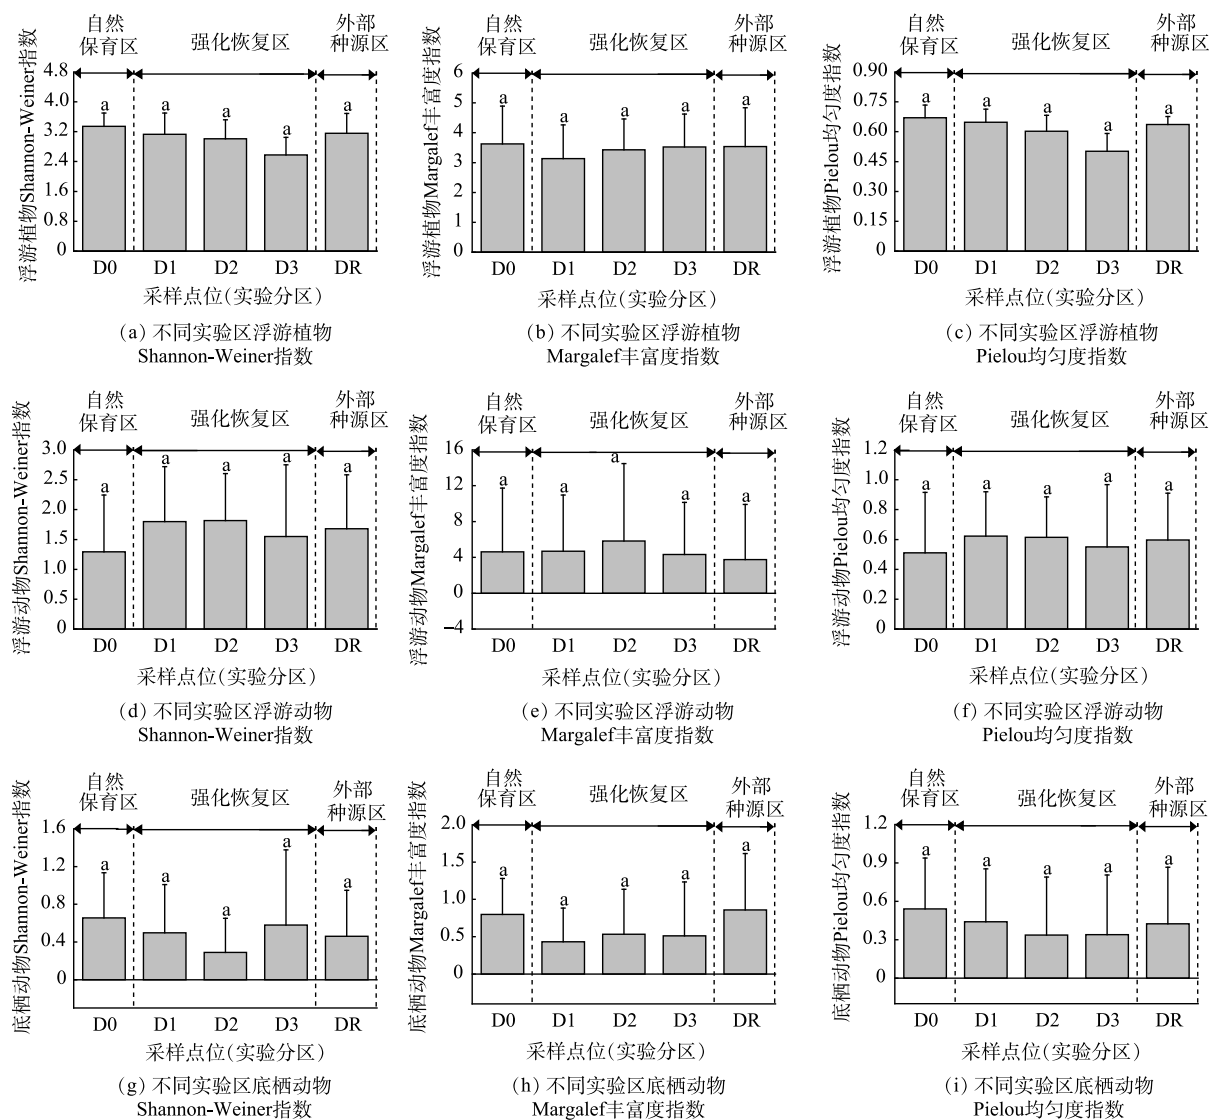 自然
保育区
强化恢复区
外部
种源区
浮游植物Shannon-Weiner指数
4.8
4.0
3.2
2.4
1.6
0.8
0
a
a
a
a
a
D0 D1 D2 D3 DR
采样点位(实验分区)
(a) 不同实验区浮游植物
Shannon-Weiner指数
自然
保育区
强化恢复区
外部
种源区
浮游植物Margalef丰富度指数
6
5
4
3
2
1
0
a
a
a
a
a
D0 D1 D2 D3 DR
采样点位(实验分区)
(b) 不同实验区浮游植物
Margalef丰富度指数
自然
保育区
强化恢复区
外部
种源区
浮游植物Pielou均匀度指数
0.90
0.75
0.60
0.45
0.30
0.15
0
a
a
a
a
a
D0 D1 D2 D3 DR
采样点位(实验分区)
(c) 不同实验区浮游植物
Pielou均匀度指数
自然
保育区
强化恢复区
外部
种源区
浮游动物Shannon-Weiner指数
3.0
2.5
2.0
1.5
1.0
0.5
0
a
a
a
a
a
D0 D1 D2 D3 DR
采样点位(实验分区)
(d) 不同实验区浮游动物
Shannon-Weiner指数
自然
保育区
强化恢复区
外部
种源区
浮游动物Margalef丰富度指数
16
12
8
4
0
−4
a
a
a
a
a
D0 D1 D2 D3 DR
采样点位(实验分区)
(e) 不同实验区浮游动物
Margalef丰富度指数
自然
保育区
强化恢复区
外部
种源区
浮游动物Pielou均匀度指数
1.2
1.0
0.8
0.6
0.4
0.2
0
a
a
a
a
a
D0 D1 D2 D3 DR
采样点位(实验分区)
(f) 不同实验区浮游动物
Pielou均匀度指数
自然
保育区
强化恢复区
外部
种源区
底栖动物Shannon-Weiner指数
1.6
1.2
0.8
0.4
0
a
a
a
a
a
D0 D1 D2 D3 DR
采样点位(实验分区)
(g) 不同实验区底栖动物
Shannon-Weiner指数
自然
保育区
强化恢复区
外部
种源区
底栖动物Margalef丰富度指数
2.0
1.5
1.0
0.5
0
a
a
a
a
a
D0 D1 D2 D3 DR
采样点位(实验分区)
(h) 不同实验区底栖动物
Margalef丰富度指数
自然
保育区
强化恢复区
外部
种源区
底栖动物Pielou均匀度指数
1.2
0.9
0.6
0.3
0
a
a
a
a
a
D0 D1 D2 D3 DR
采样点位(实验分区)
(i) 不同实验区底栖动物
Pielou均匀度指数